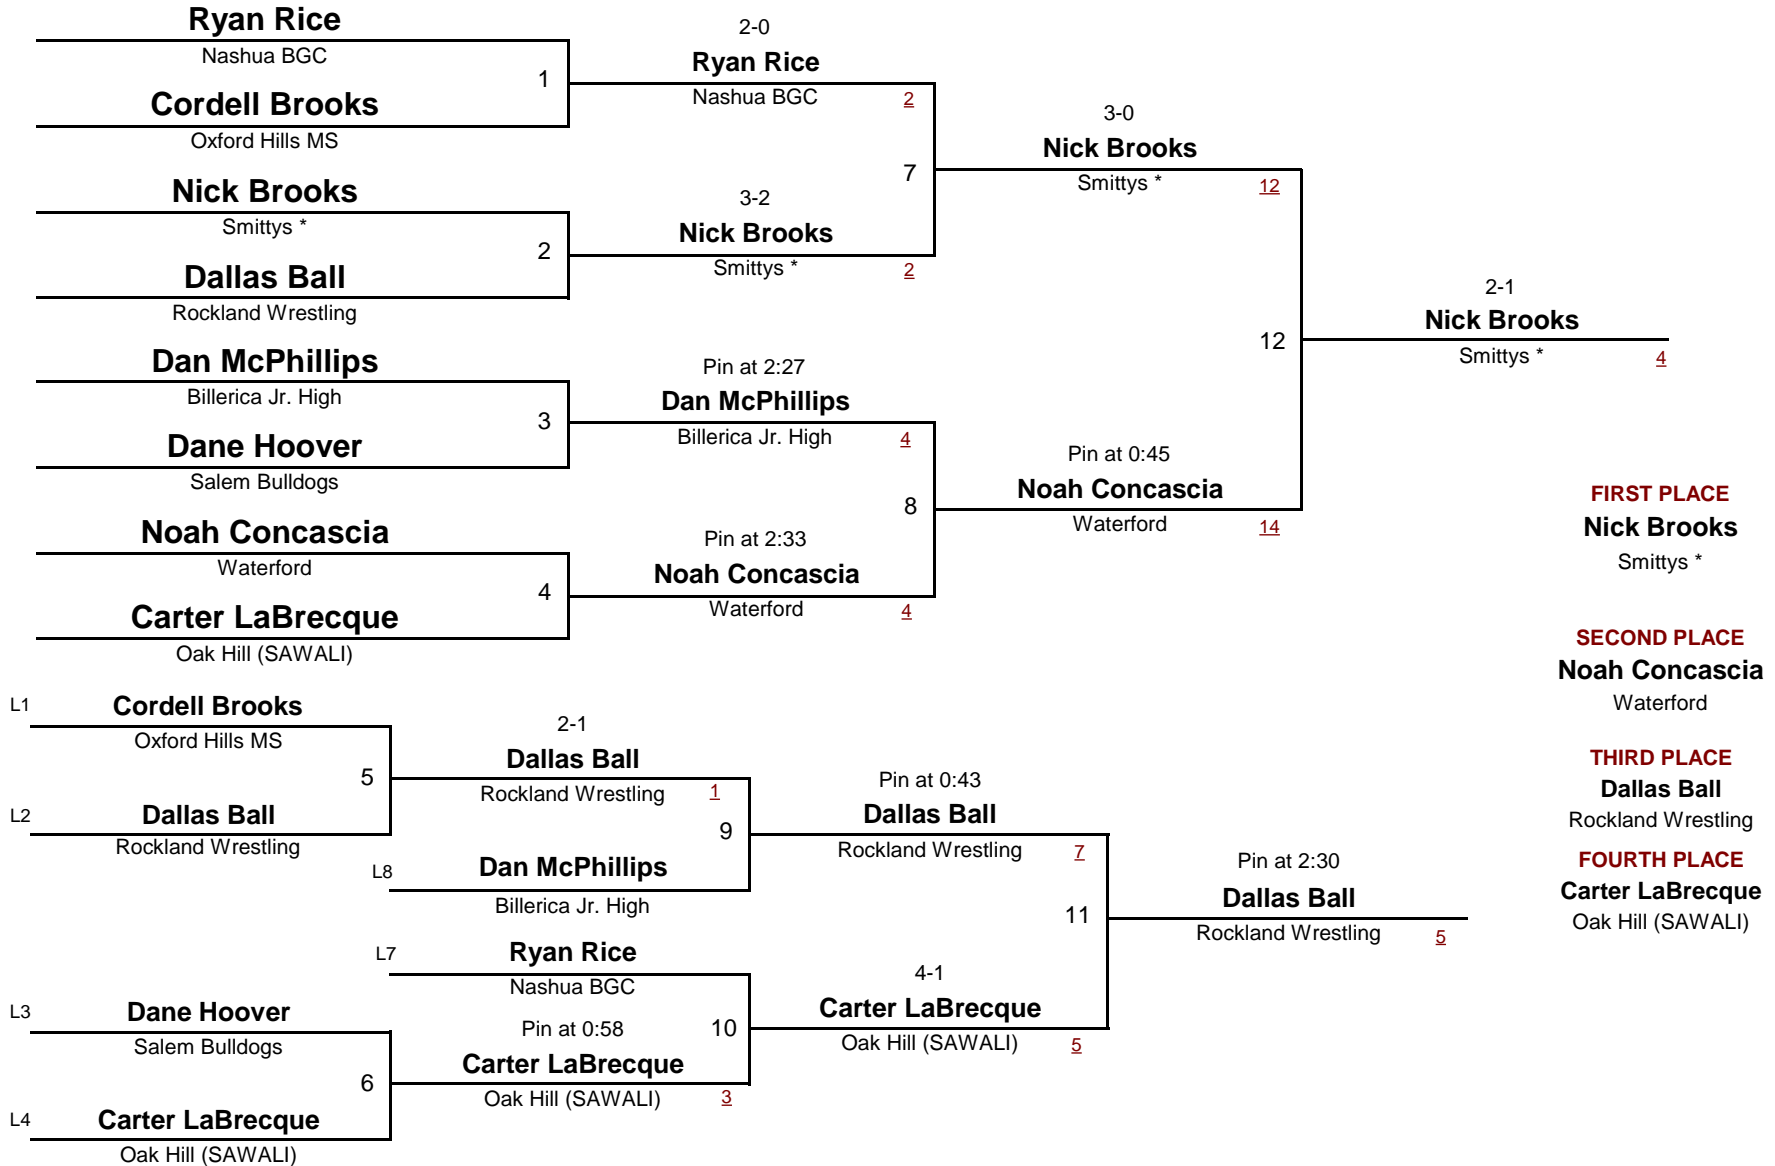 Ryan Rice
Nashua BGC
1
Cordell Brooks
Oxford Hills MS
2-0
Ryan Rice
Nashua BGC
2
Nick Brooks
Smittys *
2
Dallas Ball
Rockland Wrestling
3-2
Nick Brooks
Smittys *
2
7
3-0
Nick Brooks
Smittys *
12
Dan McPhillips
Billerica Jr. High
3
Dane Hoover
Salem Bulldogs
Pin at 2:27
Dan McPhillips
Billerica Jr. High
4
Noah Concascia
Waterford
4
Carter LaBrecque
Oak Hill (SAWALI)
Pin at 2:33
Noah Concascia
Waterford
4
8
Pin at 0:45
Noah Concascia
Waterford
14
12
2-1
Nick Brooks
Smittys *
4
FIRST PLACE
Nick Brooks
Smittys *
SECOND PLACE
Noah Concascia
Waterford
THIRD PLACE
Dallas Ball
Rockland Wrestling
FOURTH PLACE
Carter LaBrecque
Oak Hill (SAWALI)
L1
Cordell Brooks
Oxford Hills MS
5
L2
Dallas Ball
Rockland Wrestling
2-1
Dallas Ball
Rockland Wrestling
1
9
L8
Dan McPhillips
Billerica Jr. High
Pin at 0:43
Dallas Ball
Rockland Wrestling
7
L7
Ryan Rice
Nashua BGC
L3
Dane Hoover
Salem Bulldogs
6
L4
Carter LaBrecque
Oak Hill (SAWALI)
Pin at 0:58
Carter LaBrecque
Oak Hill (SAWALI)
3
10
4-1
Carter LaBrecque
Oak Hill (SAWALI)
5
11
Pin at 2:30
Dallas Ball
Rockland Wrestling
5